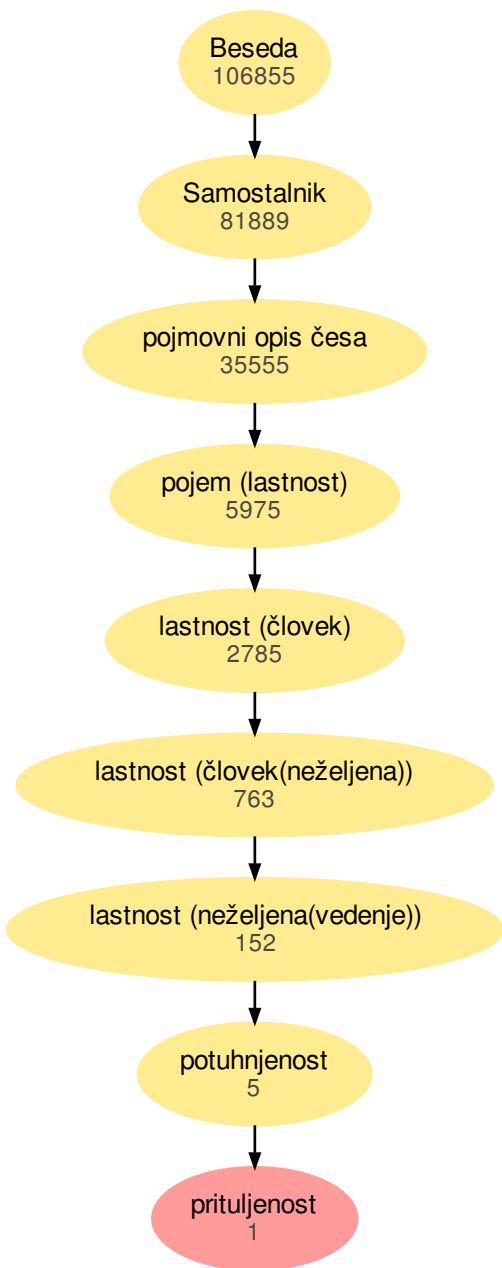 Beseda
106855
Samostalnik
81889
pojmovni opis česa
35555
pojem (lastnost)
5975
lastnost (človek)
2785
lastnost (človek(neželjena))
763
lastnost (neželjena(vedenje))
152
potuhnjenost
5
prituljenost
1